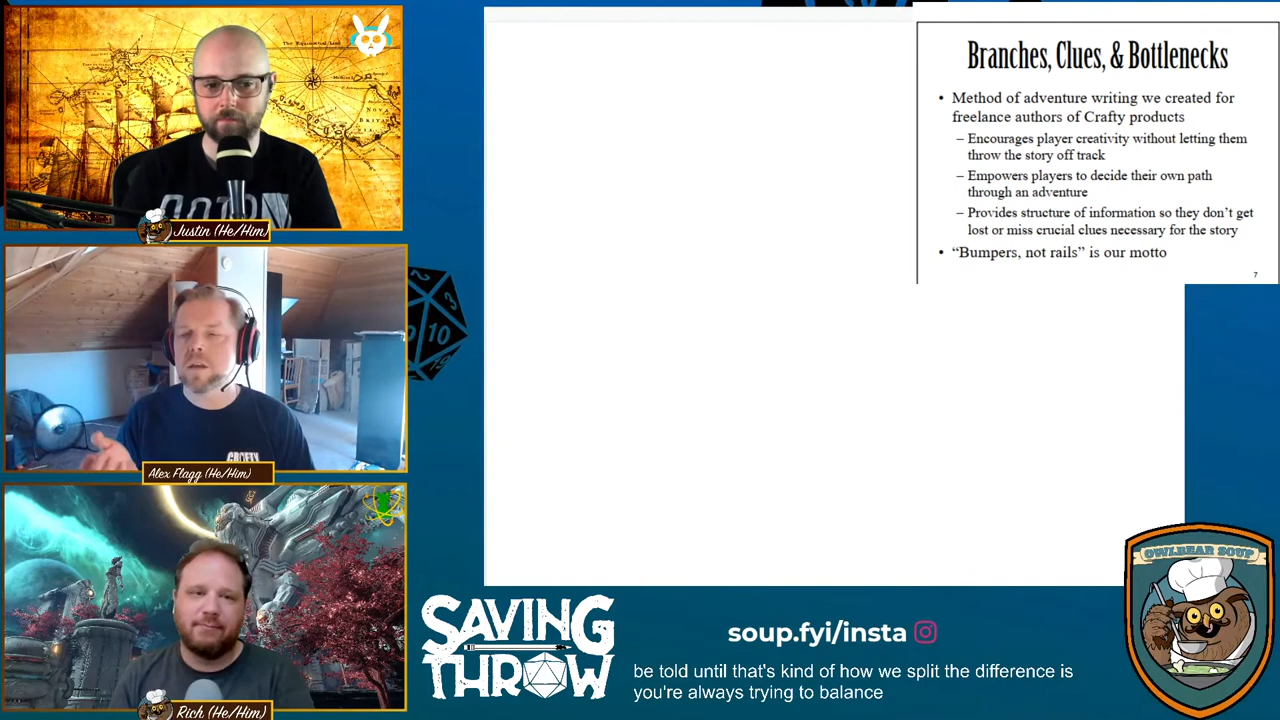 Justin (He/Him)
Alex Flagg (He/Him)
CRAFTY
Rich (He/Him)
Branches, Clues, & Bottlenecks
• Method of adventure writing we created for
freelance authors of Crafty products
– Encourages player creativity without letting them
throw the story off track
– Empowers players to decide their own path
through an adventure
– Provides structure of information so they don't get
lost or miss crucial clues necessary for the story
• “Bumpers, not rails” is our motto
7
10
SAVING
THROW
soup.fyi/insta
be told until that's kind of how we split the difference is
you're always trying to balance
OWLBEAR SOUP